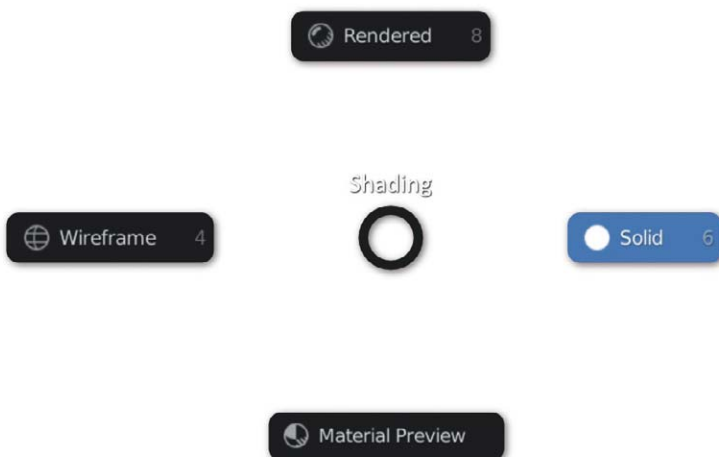 Rendered 8
Shading
Wireframe 4
Solid 6
Material Preview